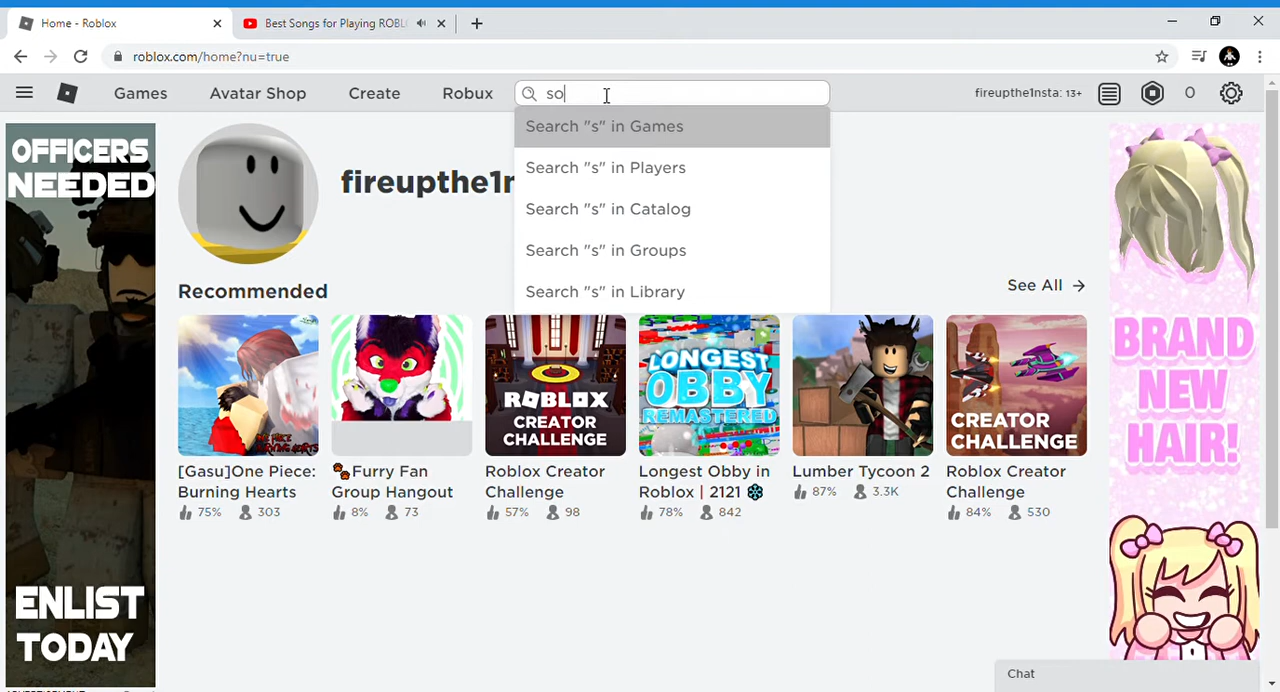 Home - Roblox
Best Songs for Playing ROBL
roblox.com/home?nu=true
Games
Avatar Shop
Create
Robux
so
fireupthe1nsta: 13+
0
Search "s" in Games
Search "s" in Players
Search "s" in Catalog
Search "s" in Groups
Search "s" in Library
OFFICERS
NEEDED
ENLIST
TODAY
fireupthe1n
Recommended
See All
ROBLOX
CREATOR
CHALLENGE
LONGEST
OBBY
REMASTERED
CREATOR
CHALLENGE
[Gasu]One Piece:
Burning Hearts
75% 303
Furry Fan
Group Hangout
8% 73
Roblox Creator
Challenge
57% 98
Longest Obby in
Roblox | 2121
78% 842
Lumber Tycoon 2
87% 3.3K
Roblox Creator
Challenge
84% 530
BRAND
NEW
HAIR!
Chat